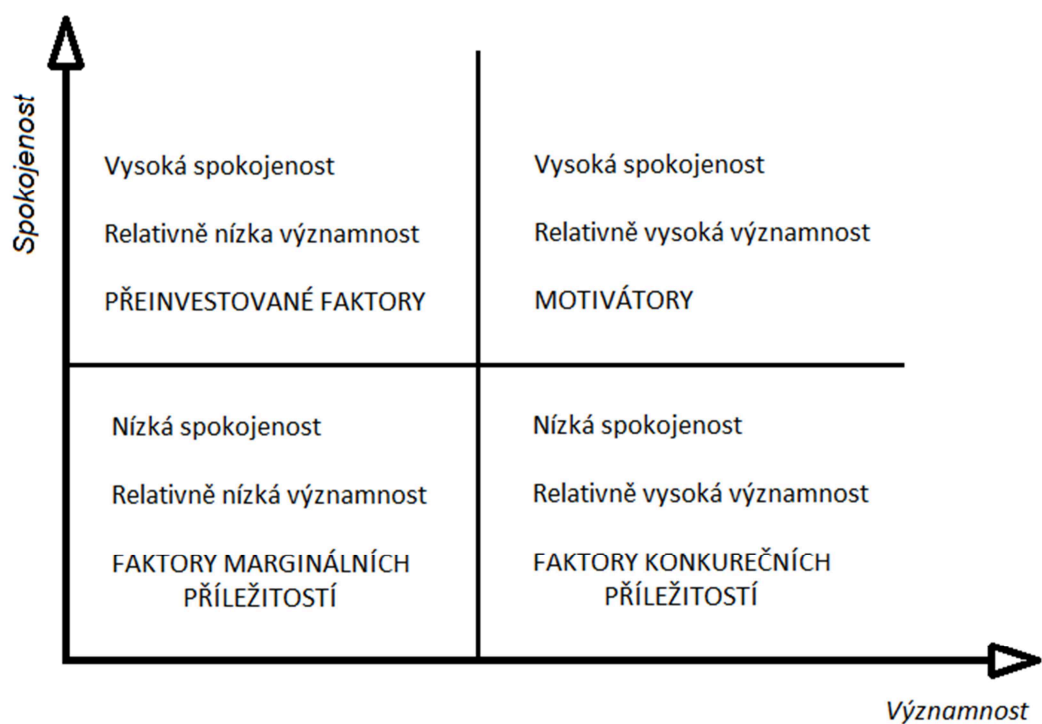 Spokojenost
Vysoká spokojenost
Relativně nízka významnost
PŘEINVESTOVANÉ FAKTORY
Vysoká spokojenost
Relativně vysoká významnost
MOTIVÁTORY
Nízká spokojenost
Relativně nízká významnost
FAKTORY MARGINÁLNÍCH
PŘÍLEŽITOSTÍ
Nízká spokojenost
Relativně vysoká významnost
FAKTORY KONKUREČNÍCH
PŘÍLEŽITOSTÍ
Významnost